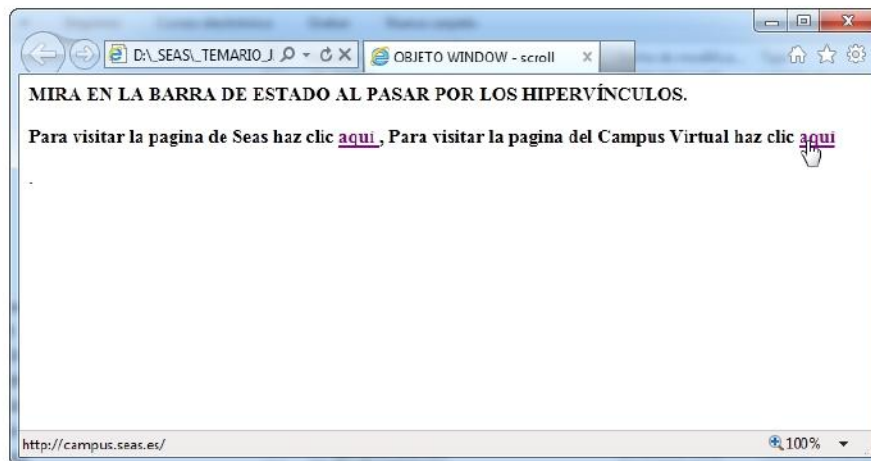 D:\_SEAS\_TEMARIO_J
OBJETO WINDOW - scroll
MIRA EN LA BARRA DE ESTADO AL PASAR POR LOS HIPERVÍNCULOS.
Para visitar la pagina de Seas haz clic aqui , Para visitar la pagina del Campus Virtual haz clic aqui
.
http://campus.seas.es/
100%